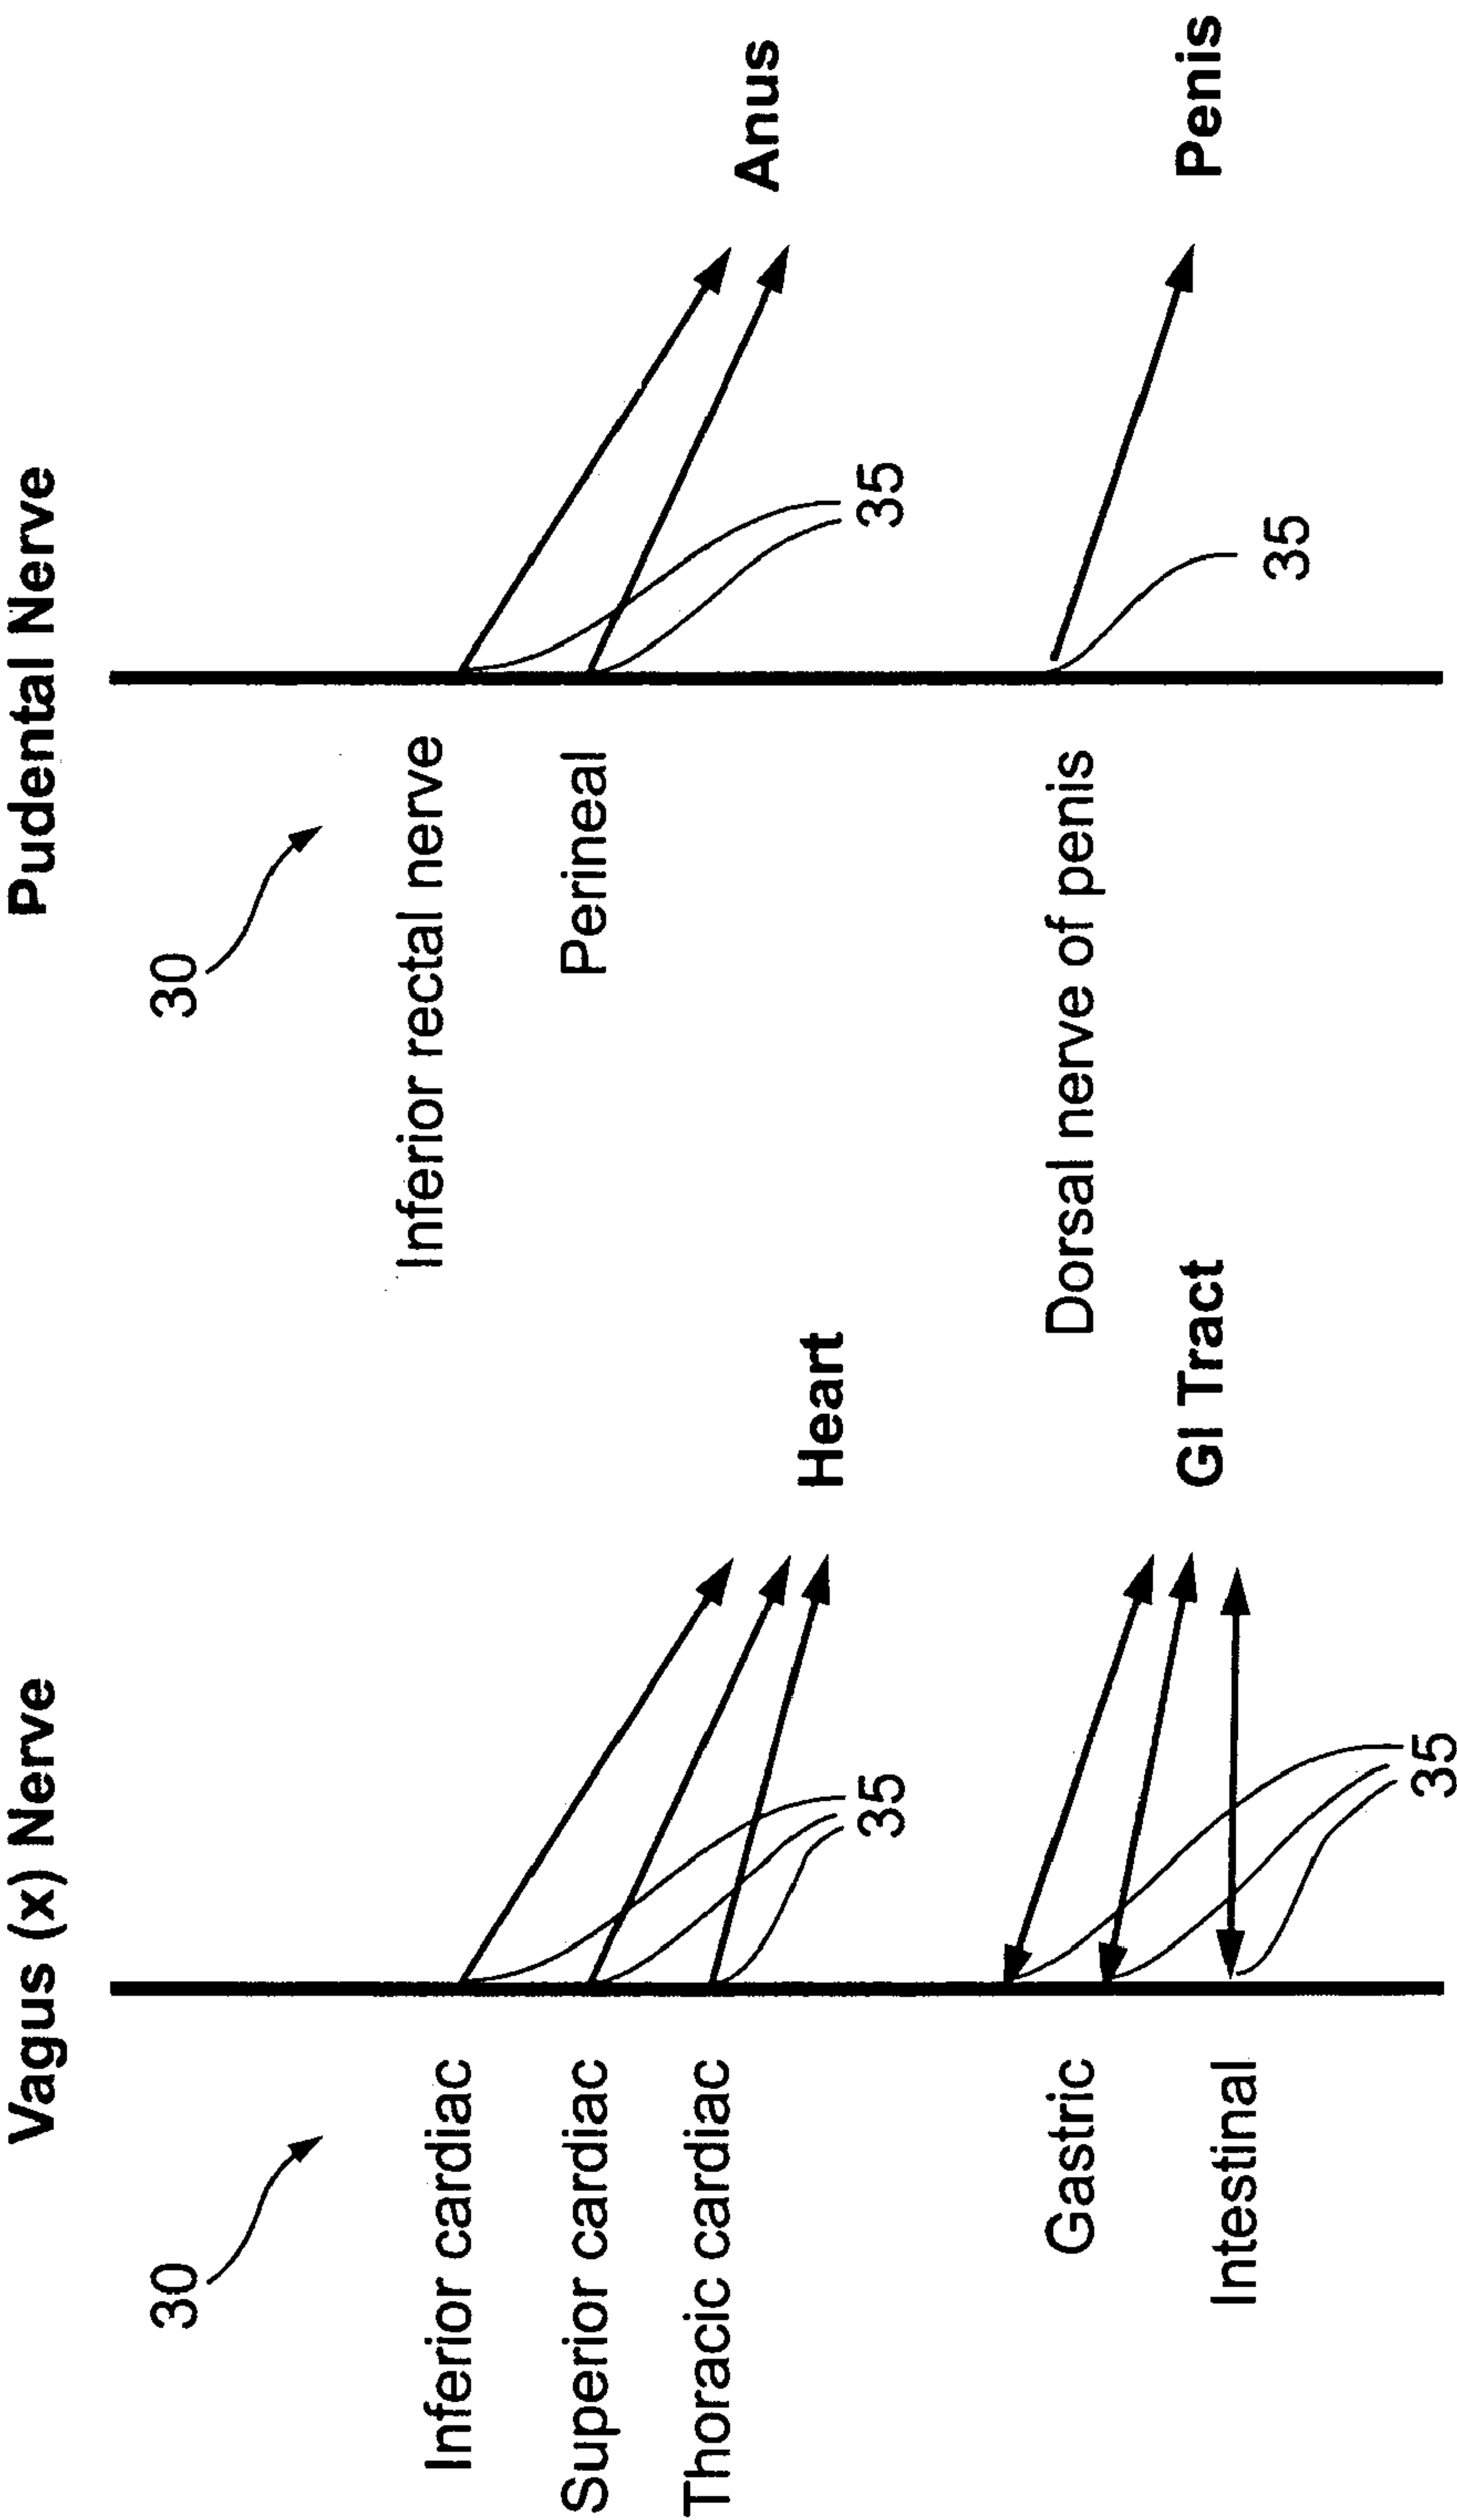 Vagus (x) Nerve
30
Inferior cardiac
Superior cardiac
Thoracic cardiac
Heart
35
Gastric
Intestinal
GI Tract
35
Pudental Nerve
30
Inferior rectal nerve
Perineal
Anus
35
Dorsal nerve of penis
Penis
35